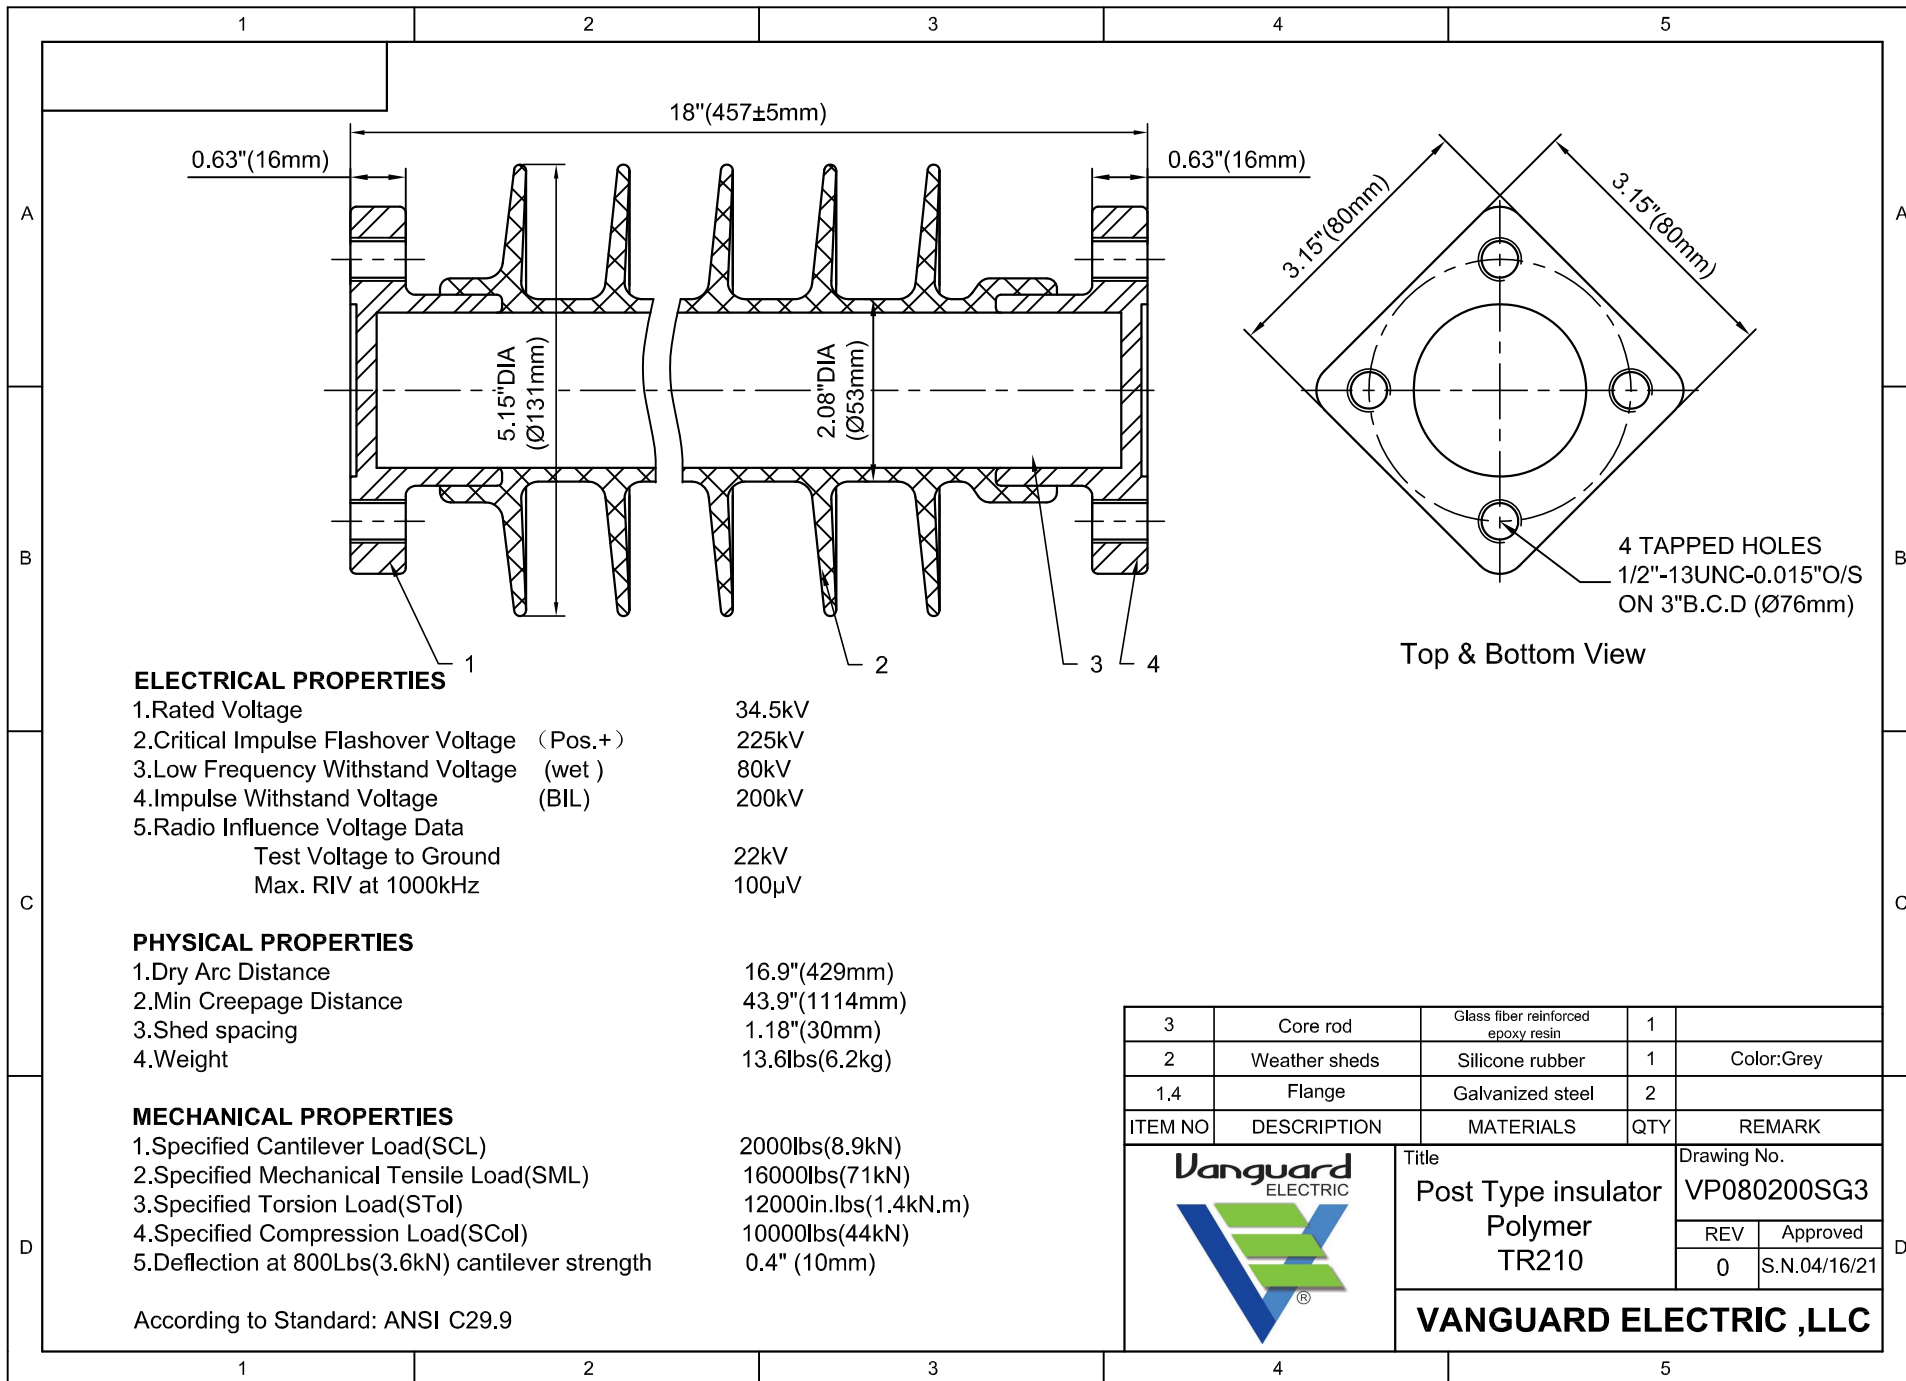 1 2 3 4 5
A A
B B
C C
D D
18"(457±5mm)
0.63"(16mm)
0.63"(16mm)
5.15"DIA
(Ø131mm)
2.08"DIA
(Ø53mm)
3.15"(80mm)
3.15"(80mm)
4 TAPPED HOLES
1/2"-13UNC-0.015"O/S
ON 3"B.C.D (Ø76mm)
Top & Bottom View
1 2 3 4
ELECTRICAL PROPERTIES
1.Rated Voltage 34.5kV
2.Critical Impulse Flashover Voltage （Pos.+） 225kV
3.Low Frequency Withstand Voltage (wet ) 80kV
4.Impulse Withstand Voltage (BIL) 200kV
5.Radio Influence Voltage Data
Test Voltage to Ground 22kV
Max. RIV at 1000kHz 100μV
PHYSICAL PROPERTIES
1.Dry Arc Distance 16.9"(429mm)
2.Min Creepage Distance 43.9"(1114mm)
3.Shed spacing 1.18"(30mm)
4.Weight 13.6lbs(6.2kg)
MECHANICAL PROPERTIES
1.Specified Cantilever Load(SCL) 2000lbs(8.9kN)
2.Specified Mechanical Tensile Load(SML) 16000lbs(71kN)
3.Specified Torsion Load(STol) 12000in.lbs(1.4kN.m)
4.Specified Compression Load(SCol) 10000lbs(44kN)
5.Deflection at 800Lbs(3.6kN) cantilever strength 0.4" (10mm)
According to Standard: ANSI C29.9
3 Core rod Glass fiber reinforced
epoxy resin 1
2 Weather sheds Silicone rubber 1 Color:Grey
1.4 Flange Galvanized steel 2
ITEM NO DESCRIPTION MATERIALS QTY REMARK
Vanguard
ELECTRIC
®
Title
Post Type insulator
Polymer
TR210
Drawing No.
VP080200SG3
REV Approved
0 S.N.04/16/21
VANGUARD ELECTRIC ,LLC
1 2 3 4 5